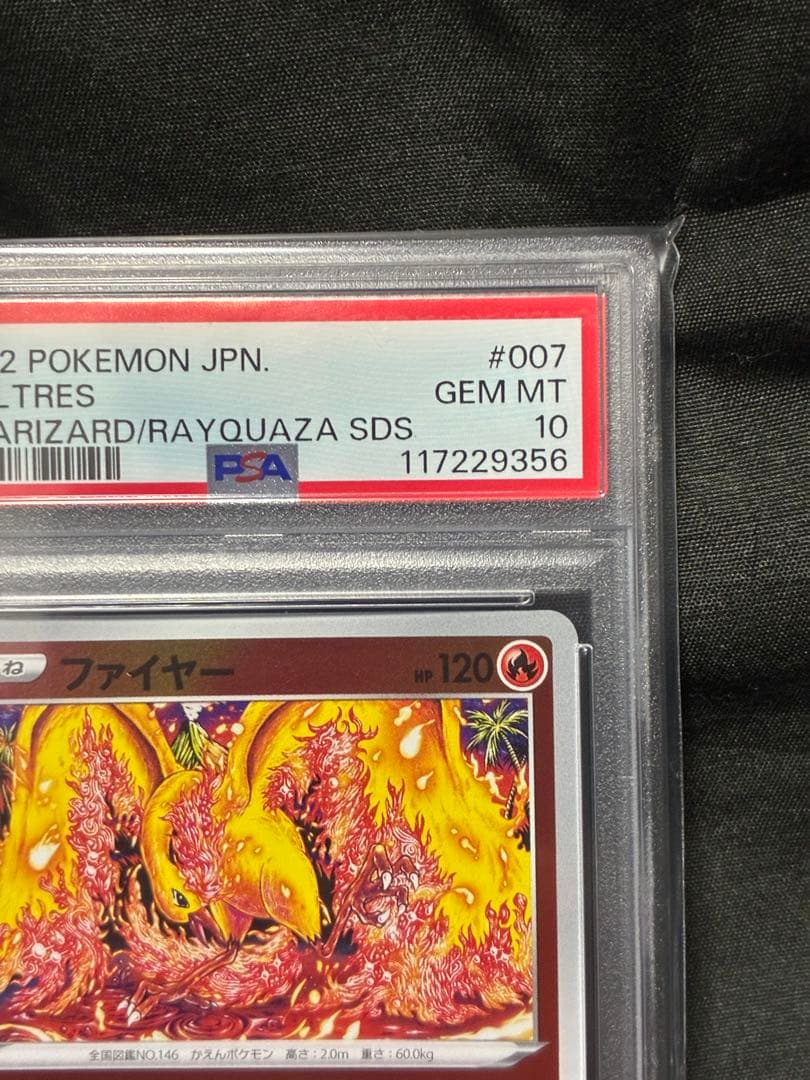 2 POKEMON JPN. #007
LTRES GEM MT
ARIZARD/RAYQUAZA SDS 10
PSA 117229356
ね ファイヤー HP 120
全国図鑑NO.146 かえんポケモン 高さ:2.0m 重さ:60.0kg